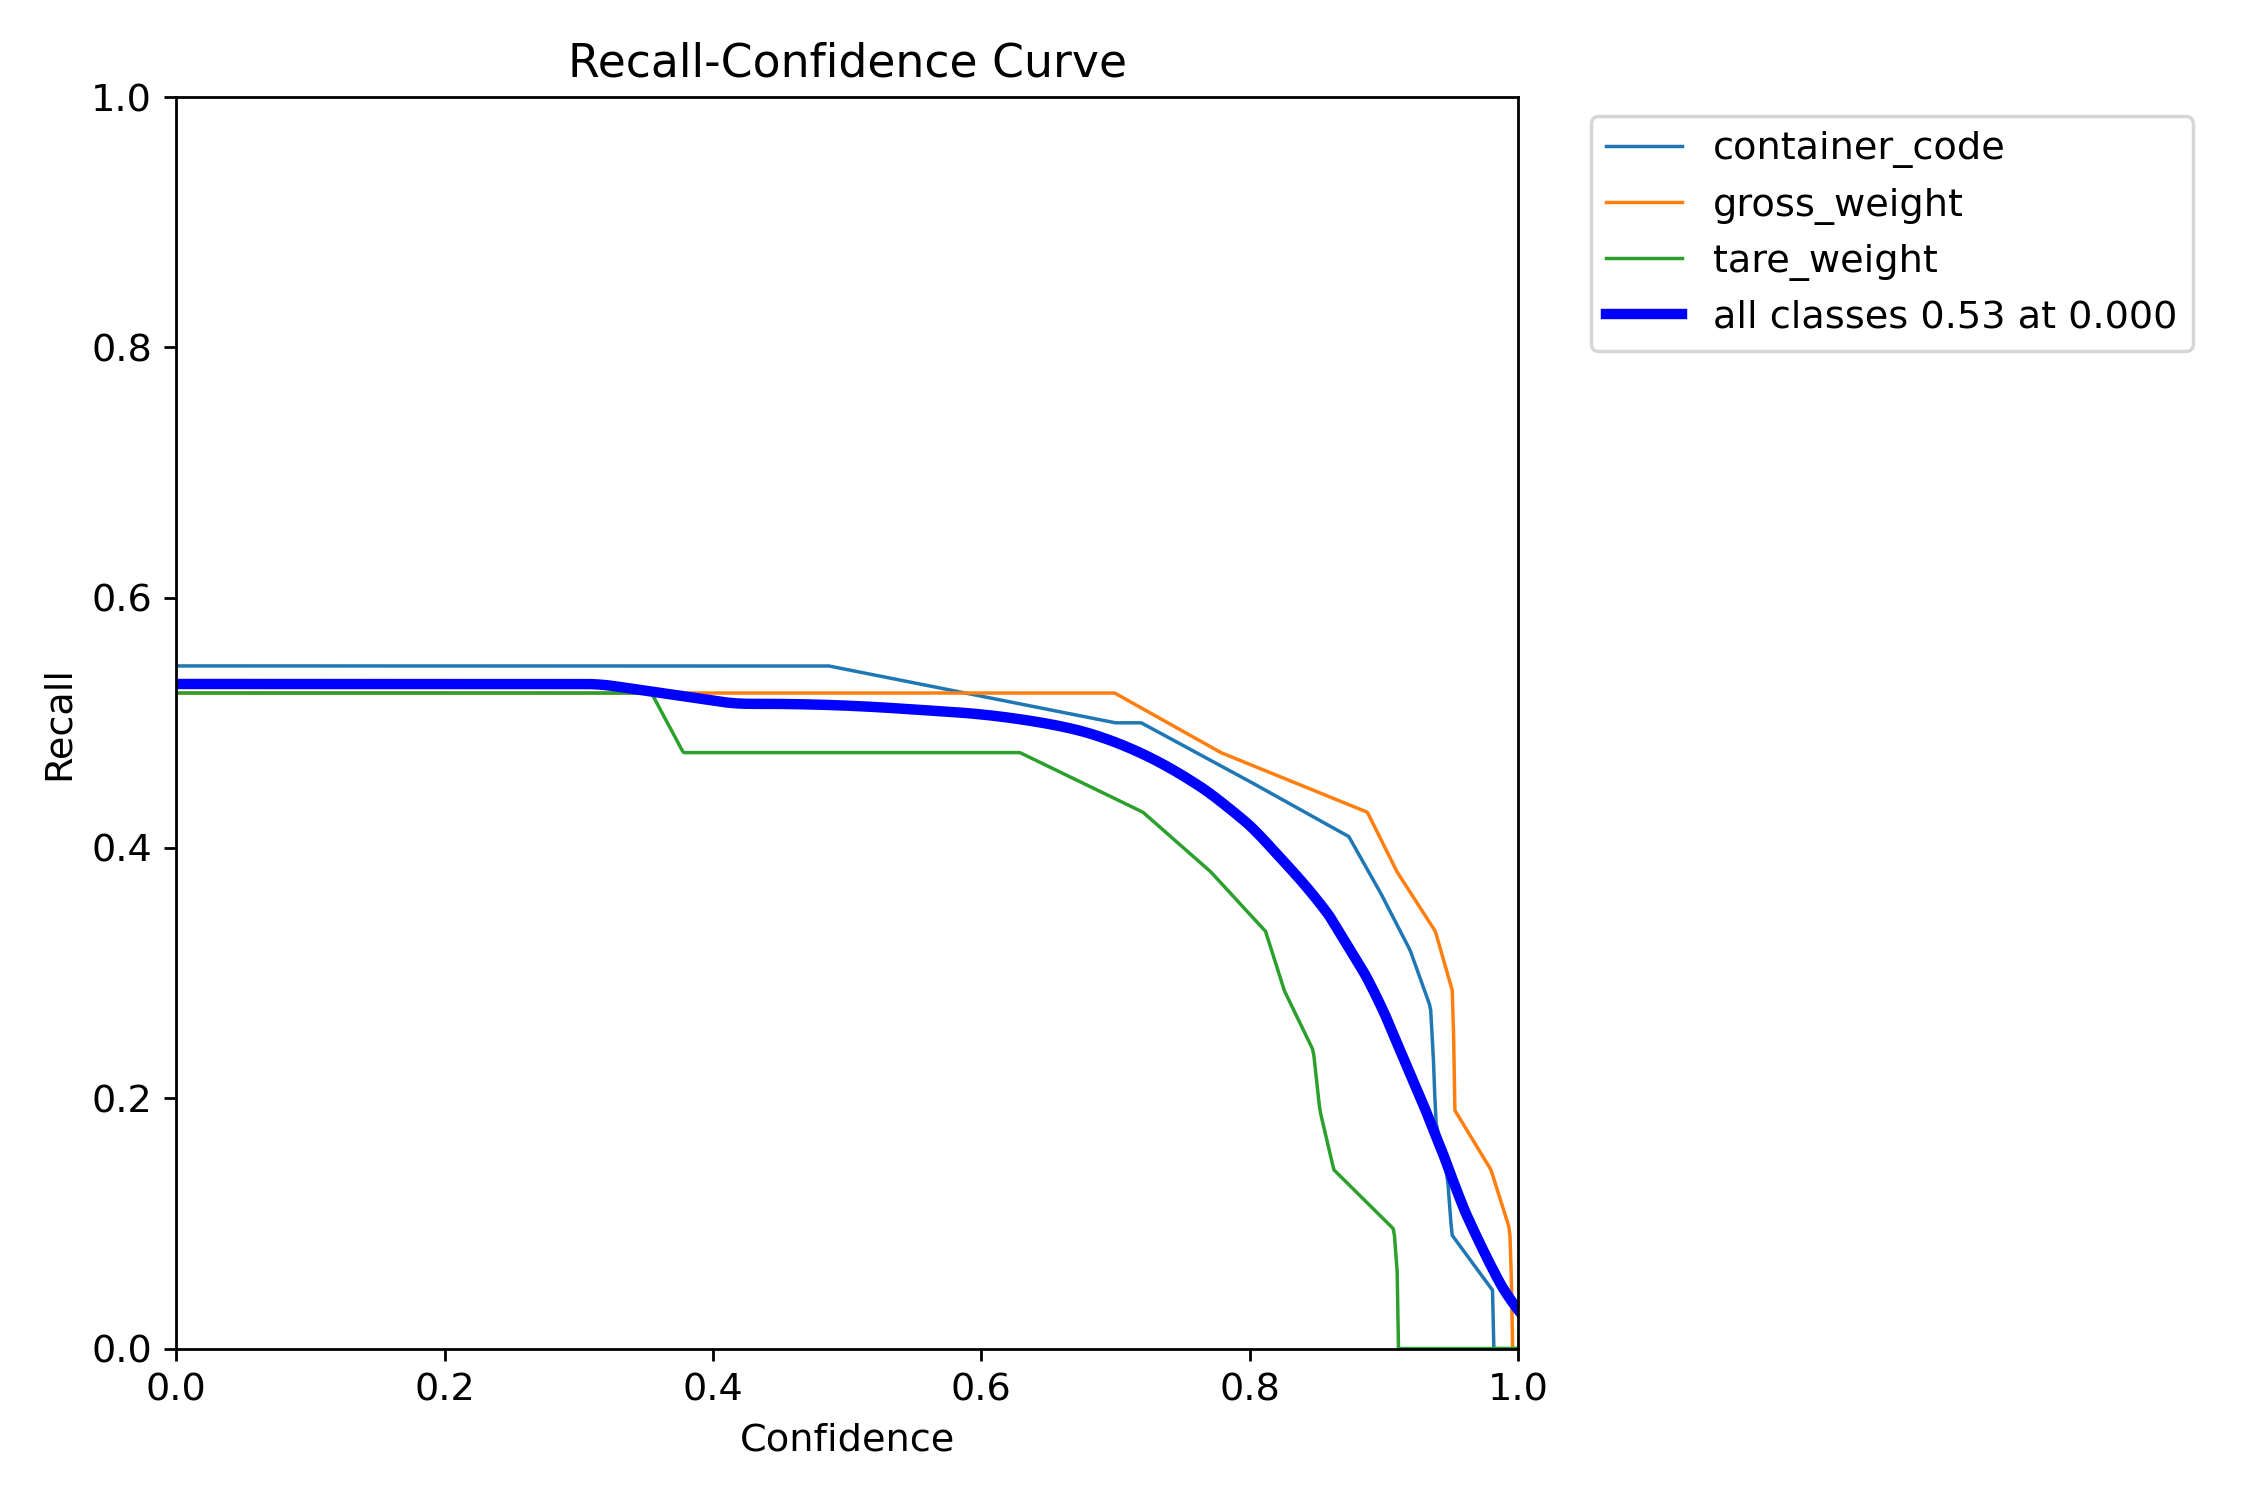 Recall-Confidence Curve
1.0
0.8
0.6
0.4
0.2
0.0
Recall
0.0 0.2 0.4 0.6 0.8 1.0
Confidence
container_code
gross_weight
tare_weight
all classes 0.53 at 0.000